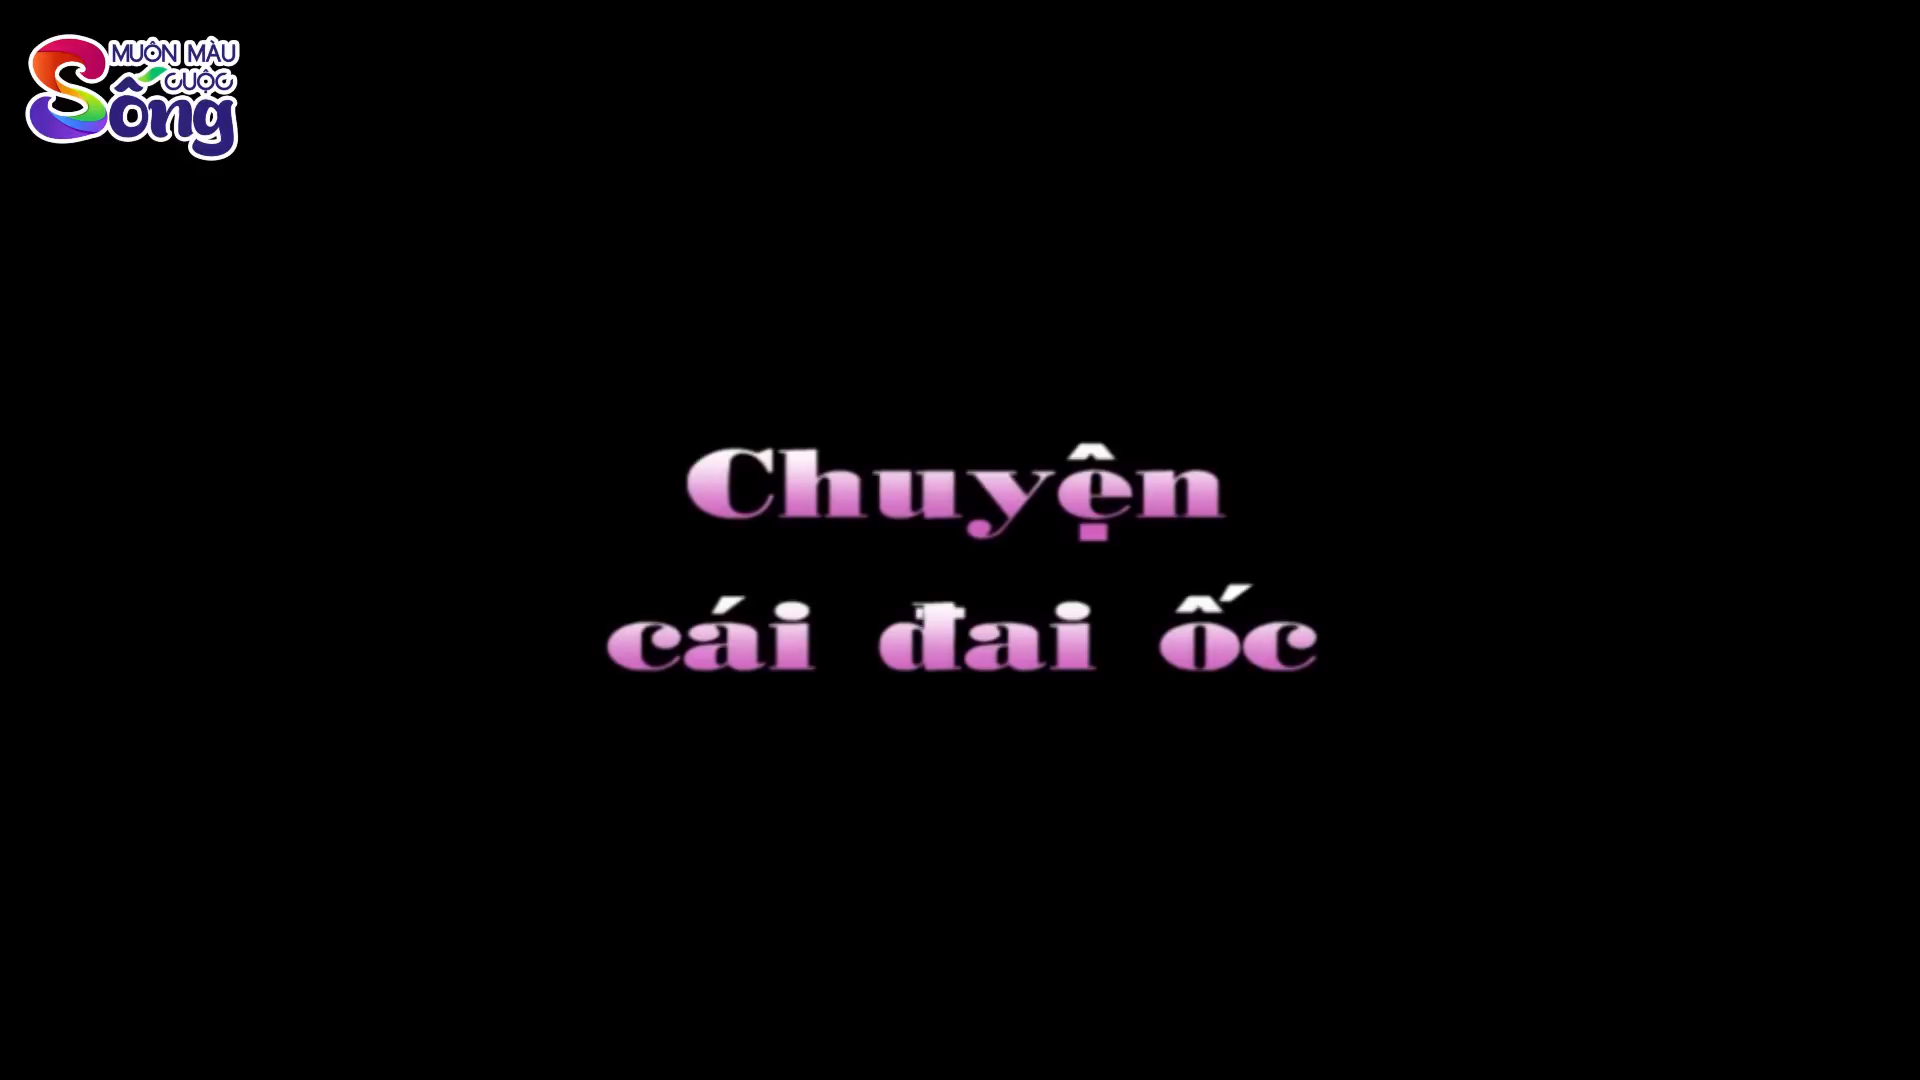 MUÔN MÀU
CUỘC
Sống
Chuyện
cái đai ốc